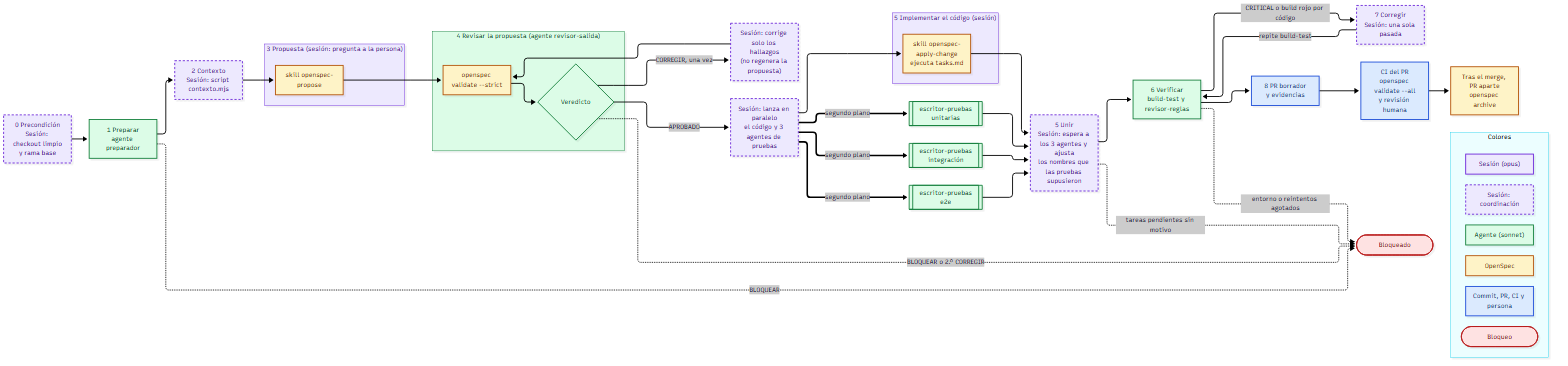 0 Precondición
Sesión:
checkout limpio
y rama base
1 Preparar
agente
preparador
2 Contexto
Sesión: script
contexto.mjs
3 Propuesta (sesión: pregunta a la persona)
skill openspec-
propose
4 Revisar la propuesta (agente revisor-salida)
openspec
validate --strict
Veredicto
CORREGIR, una vez
APROBADO
Sesión: corrige
solo los
hallazgos
(no regenera la
propuesta)
Sesión: lanza en
paralelo
el código y 3
agentes de
pruebas
5 Implementar el código (sesión)
skill openspec-
apply-change
ejecuta tasks.md
segundo plano
escritor-pruebas
unitarias
segundo plano
escritor-pruebas
integración
segundo plano
escritor-pruebas
e2e
5 Unir
Sesión: espera a
los 3 agentes y
ajusta
los nombres que
las pruebas
supusieron
6 Verificar
build-test y
revisor-reglas
CRITICAL o build rojo por
código
repite build-test
7 Corregir
Sesión: una sola
pasada
8 PR borrador
y evidencias
CI del PR
openspec
validate --all
y revisión
humana
Tras el merge,
PR aparte
openspec
archive
entorno o reintentos
agotados
tareas pendientes sin
motivo
BLOQUEAR o 2.º CORREGIR
BLOQUEAR
Bloqueado
Colores
Sesión (opus)
Sesión:
coordinación
Agente (sonnet)
OpenSpec
Commit, PR, CI y
persona
Bloqueo